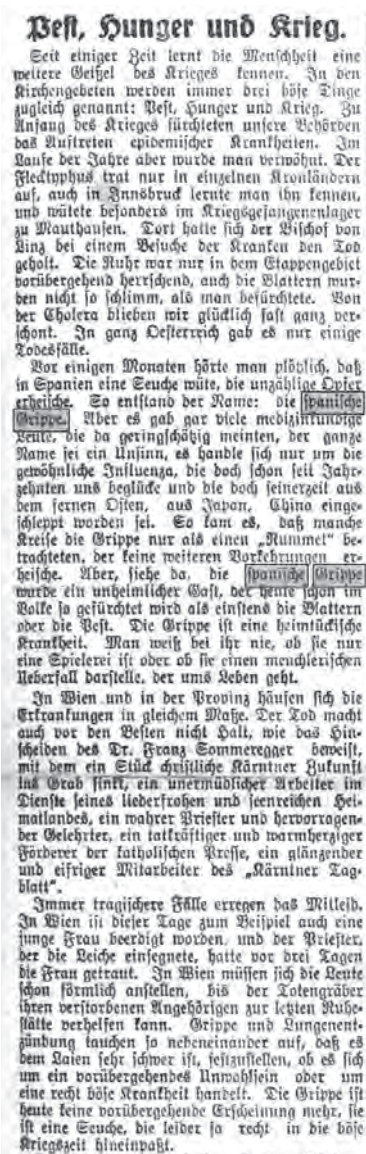 Pest, Hunger und Krieg.
Seit einiger Zeit lernt die Menschheit eine
weitere Geißel des Krieges kennen. In den
Kirchengebeten werden immer drei böse Dinge
zugleich genannt: Pest, Hunger und Krieg. Zu
Anfang des Krieges fürchteten unsere Behörden
das Auftreten epidemischer Krankheiten. Im
Laufe der Jahre aber wurde man verwöhnt. Der
Flecktyphus trat nur in einzelnen Kronländern
auf, auch in Innsbruck lernte man ihn kennen,
und wütete besonders im Kriegsgefangenenlager
zu Mauthausen. Dort hatte sich der Bischof von
Linz bei einem Besuche der Kranken den Tod
geholt. Die Ruhr war nur in dem Etappengebiet
vorübergehend herrschend, auch die Blattern wur-
den nicht so schlimm, als man befürchtete. Von
der Cholera blieben wir glücklich fast ganz ver-
schont. In ganz Oesterreich gab es nur einige
Todesfälle.
Vor einigen Monaten hörte man plötzlich, daß
in Spanien eine Seuche wüte, die unzählige Opfer
erheische. So entstand der Name: die spanische
Grippe. Aber es gab gar viele medizinkundige
Leute, die da geringschätzig meinten, der ganze
Name sei ein Unsinn, es handle sich nur um die
gewöhnliche Influenza, die doch schon seit Jahr-
zehnten uns beglücke und die doch seinerzeit aus
dem fernen Osten, aus Japan, China einge-
schleppt worden sei. So kam es, daß manche
Kreise die Grippe nur als einen „Rummel“ be-
trachteten, der keine weiteren Vorkehrungen er-
heische. Aber, siehe da, die spanische Grippe
wurde ein unheimlicher Gast, der heute schon im
Volke so gefürchtet wird als einstens die Blattern
oder die Pest. Die Grippe ist eine heimtückische
Krankheit. Man weiß bei ihr nie, ob sie nur
eine Spielerei ist oder ob sie einen meuchlerischen
Ueberfall darstelle, der ums Leben geht.
In Wien und in der Provinz häufen sich die
Erkrankungen in gleichem Maße. Der Tod macht
auch vor den Besten nicht Halt, wie das Hin-
scheiden des Dr. Franz Sommeregger beweist,
mit dem ein Stück christliche Kärntner Zukunft
ins Grab sinkt, ein unermüdlicher Arbeiter im
Dienste seines liederfrohen und seenreichen Hei-
matlandes, ein wahrer Priester und hervorragen-
der Gelehrter, ein tatkräftiger und warmherziger
Förderer der katholischen Presse, ein glänzender
und eifriger Mitarbeiter des „Kärntner Tag-
blatt“.
Immer tragischere Fälle erregen das Mitleid.
In Wien ist dieser Tage zum Beispiel auch eine
junge Frau beerdigt worden, und der Priester,
der die Leiche einsegnete, hatte vor drei Tagen
die Frau getraut. In Wien müssen sich die Leute
schon förmlich anstellen, bis der Totengräber
ihren verstorbenen Angehörigen zur letzten Ruhe-
stätte verhelfen kann. Grippe und Lungenent-
zündung tauchen so nebeneinander auf, daß es
dem Laien sehr schwer ist, festzustellen, ob es sich
um ein vorübergehendes Unwohlsein oder um
eine recht böse Krankheit handelt. Die Grippe ist
heute keine vorübergehende Erscheinung mehr, sie
ist eine Seuche, die leider so recht in die böse
Kriegszeit hineinpaßt.